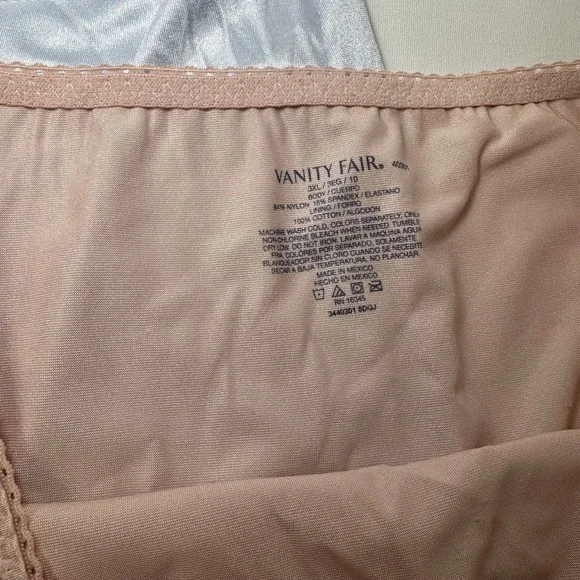 VANITY FAIR®
3XL / 3EG / 10
BODY / CUERPO
84% NYLON 16% SPANDEX / ELASTANO
LINING / FORRO
100% COTTON / ALGODON
MACHINE WASH COLD, COLORS SEPARATELY, ONLY
NON-CHLORINE BLEACH WHEN NEEDED TUMBLE
DRY LOW. DO NOT IRON. LAVAR A MAQUINA AGUA
FRIA, COLORES POR SEPARADO, SOLAMENTE
BLANQUEADOR SIN CLORO CUANDO SE NECESITE
SECAR A BAJA TEMPERATURA, NO PLANCHAR
MADE IN MEXICO
HECHO EN MEXICO
RN 16345
3440301 5DGJ